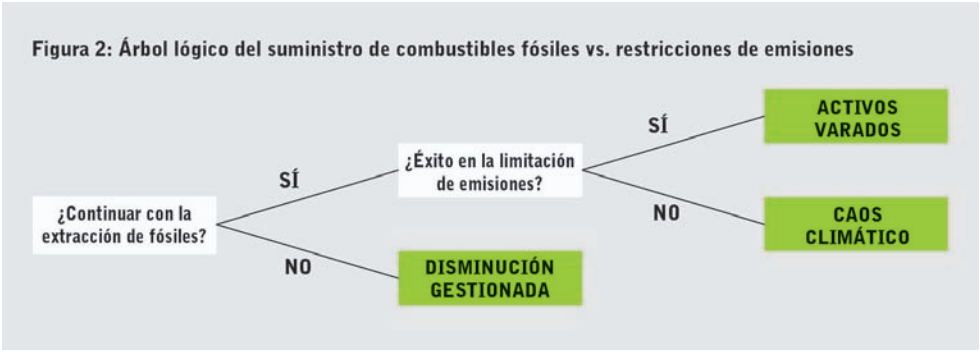 Figura 2: Árbol lógico del suministro de combustibles fósiles vs. restricciones de emisiones
ACTIVOS
VARADOS
SÍ
¿Éxito en la limitación
de emisiones?
SÍ
NO
¿Continuar con la
extracción de fósiles?
CAOS
CLIMÁTICO
NO
DISMINUCIÓN
GESTIONADA